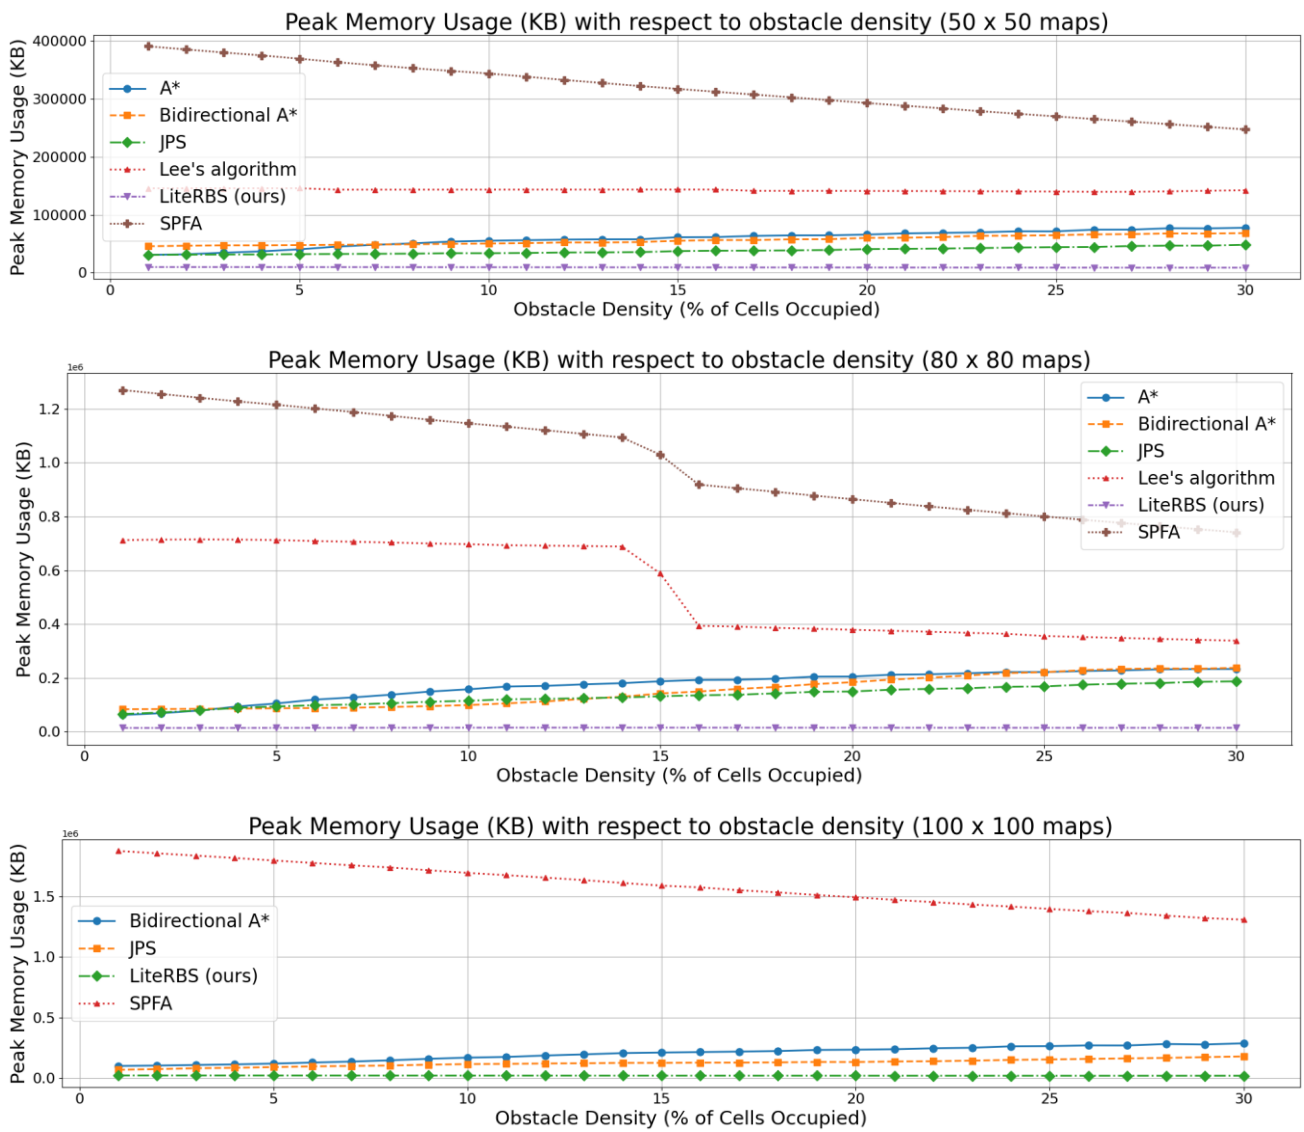 Peak Memory Usage (KB) with respect to obstacle density (50 x 50 maps)
Peak Memory Usage (KB)
400000
300000
200000
100000
0
A*
Bidirectional A*
JPS
Lee's algorithm
LiteRBS (ours)
SPFA
0 5 10 15 20 25 30
Obstacle Density (% of Cells Occupied)
Peak Memory Usage (KB) with respect to obstacle density (80 x 80 maps)
1e6
Peak Memory Usage (KB)
1.2
1.0
0.8
0.6
0.4
0.2
0.0
A*
Bidirectional A*
JPS
Lee's algorithm
LiteRBS (ours)
SPFA
0 5 10 15 20 25 30
Obstacle Density (% of Cells Occupied)
Peak Memory Usage (KB) with respect to obstacle density (100 x 100 maps)
1e6
Peak Memory Usage (KB)
1.5
1.0
0.5
0.0
Bidirectional A*
JPS
LiteRBS (ours)
SPFA
0 5 10 15 20 25 30
Obstacle Density (% of Cells Occupied)